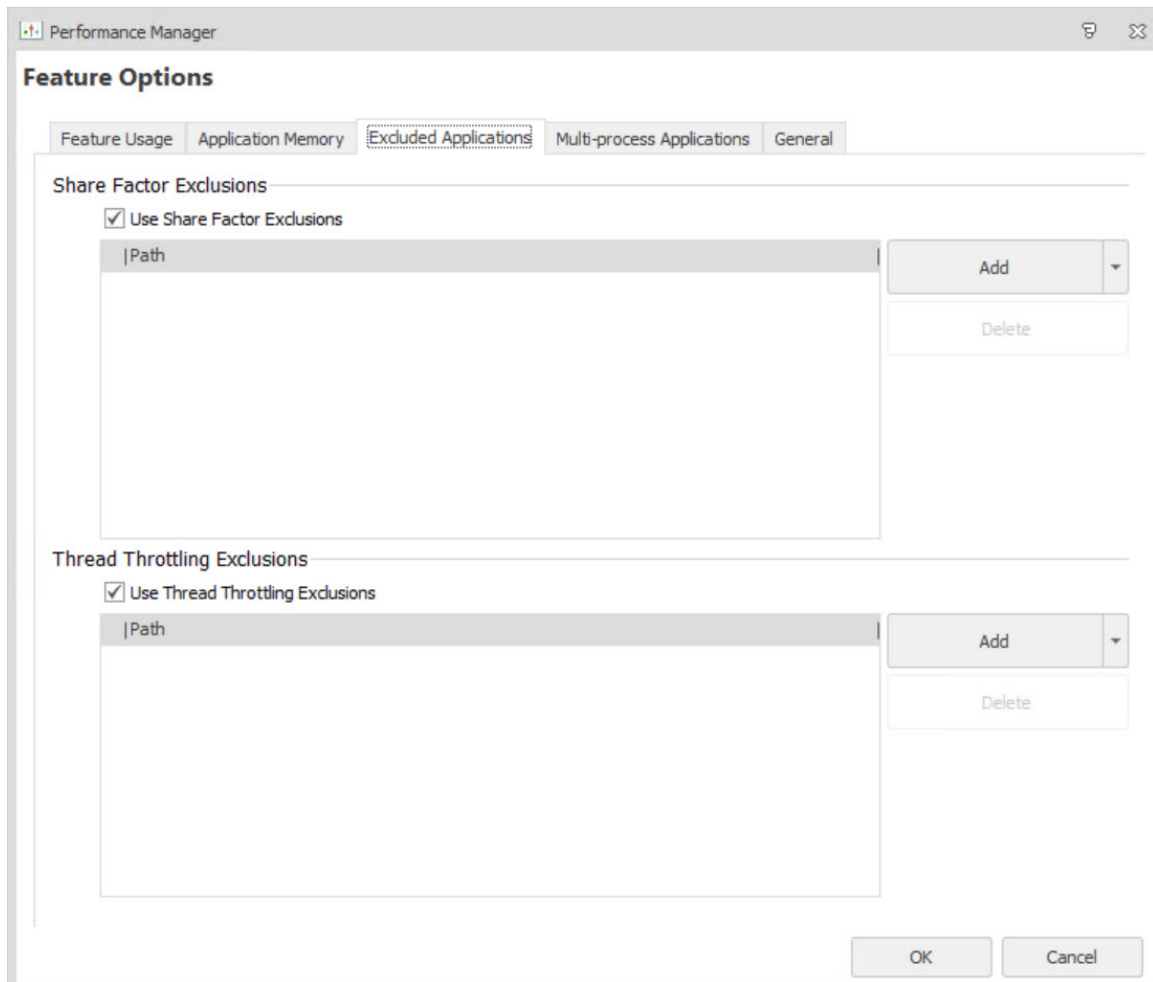 Performance Manager
Feature Options
Feature Usage Application Memory Excluded Applications Multi-process Applications General
Share Factor Exclusions
Use Share Factor Exclusions
|Path |
Add
Delete
Thread Throttling Exclusions
Use Thread Throttling Exclusions
|Path |
Add
Delete
OK Cancel